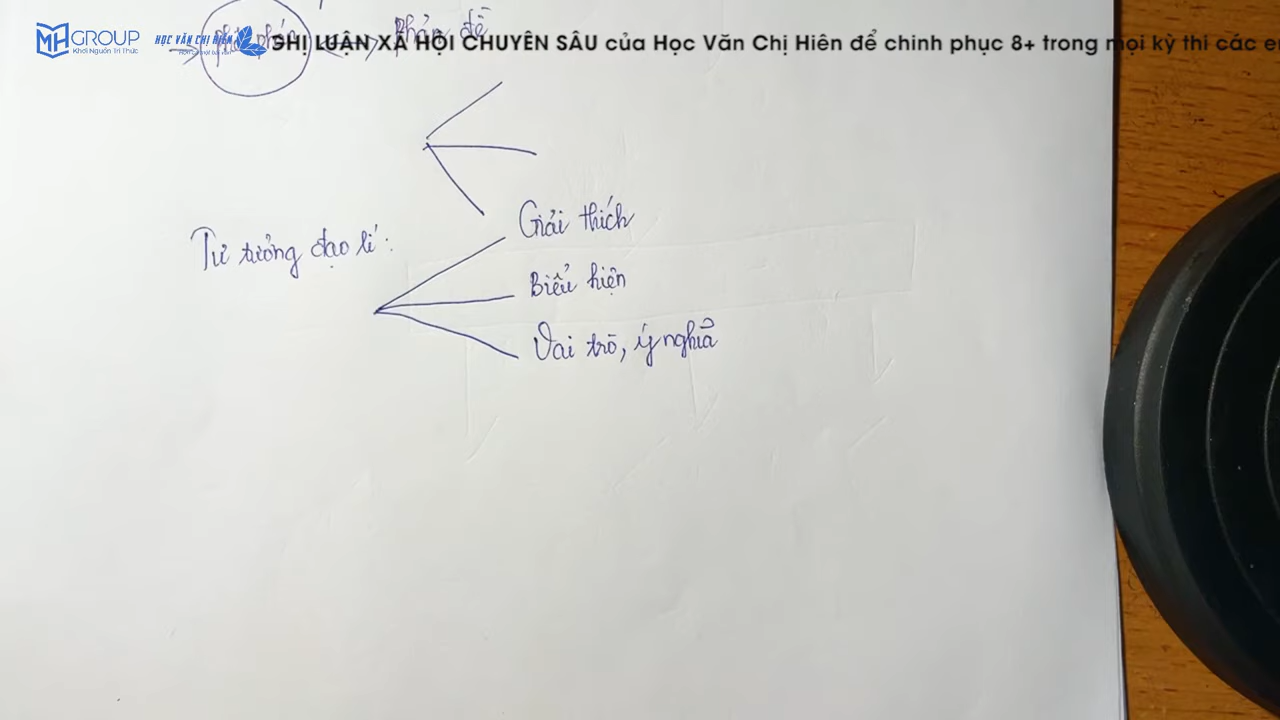 MH GROUP
Khơi Nguồn Tri Thức
HỌC VĂN CHỊ HIÊN
GHỊ LUẬN XÃ HỘI CHUYÊN SÂU của Học Văn Chị Hiên để chinh phục 8+ trong mọi kỳ thi các e
phản đề
Tư tưởng đạo lí:
Giải thích
Biểu hiện
Vai trò, ý nghĩa